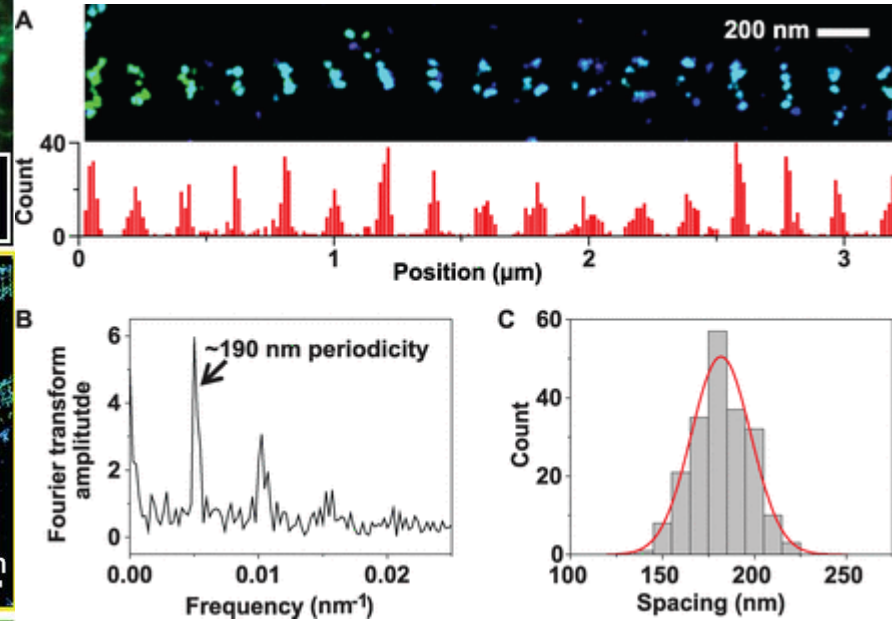 A
200 nm
40
Count
0
0 1 2 3
Position (µm)
B
6
~190 nm periodicity
4
2
0
Fourier transform
amplitutde
0.00 0.01 0.02
Frequency (nm-1)
C
60
40
20
0
Count
100 150 200 250
Spacing (nm)